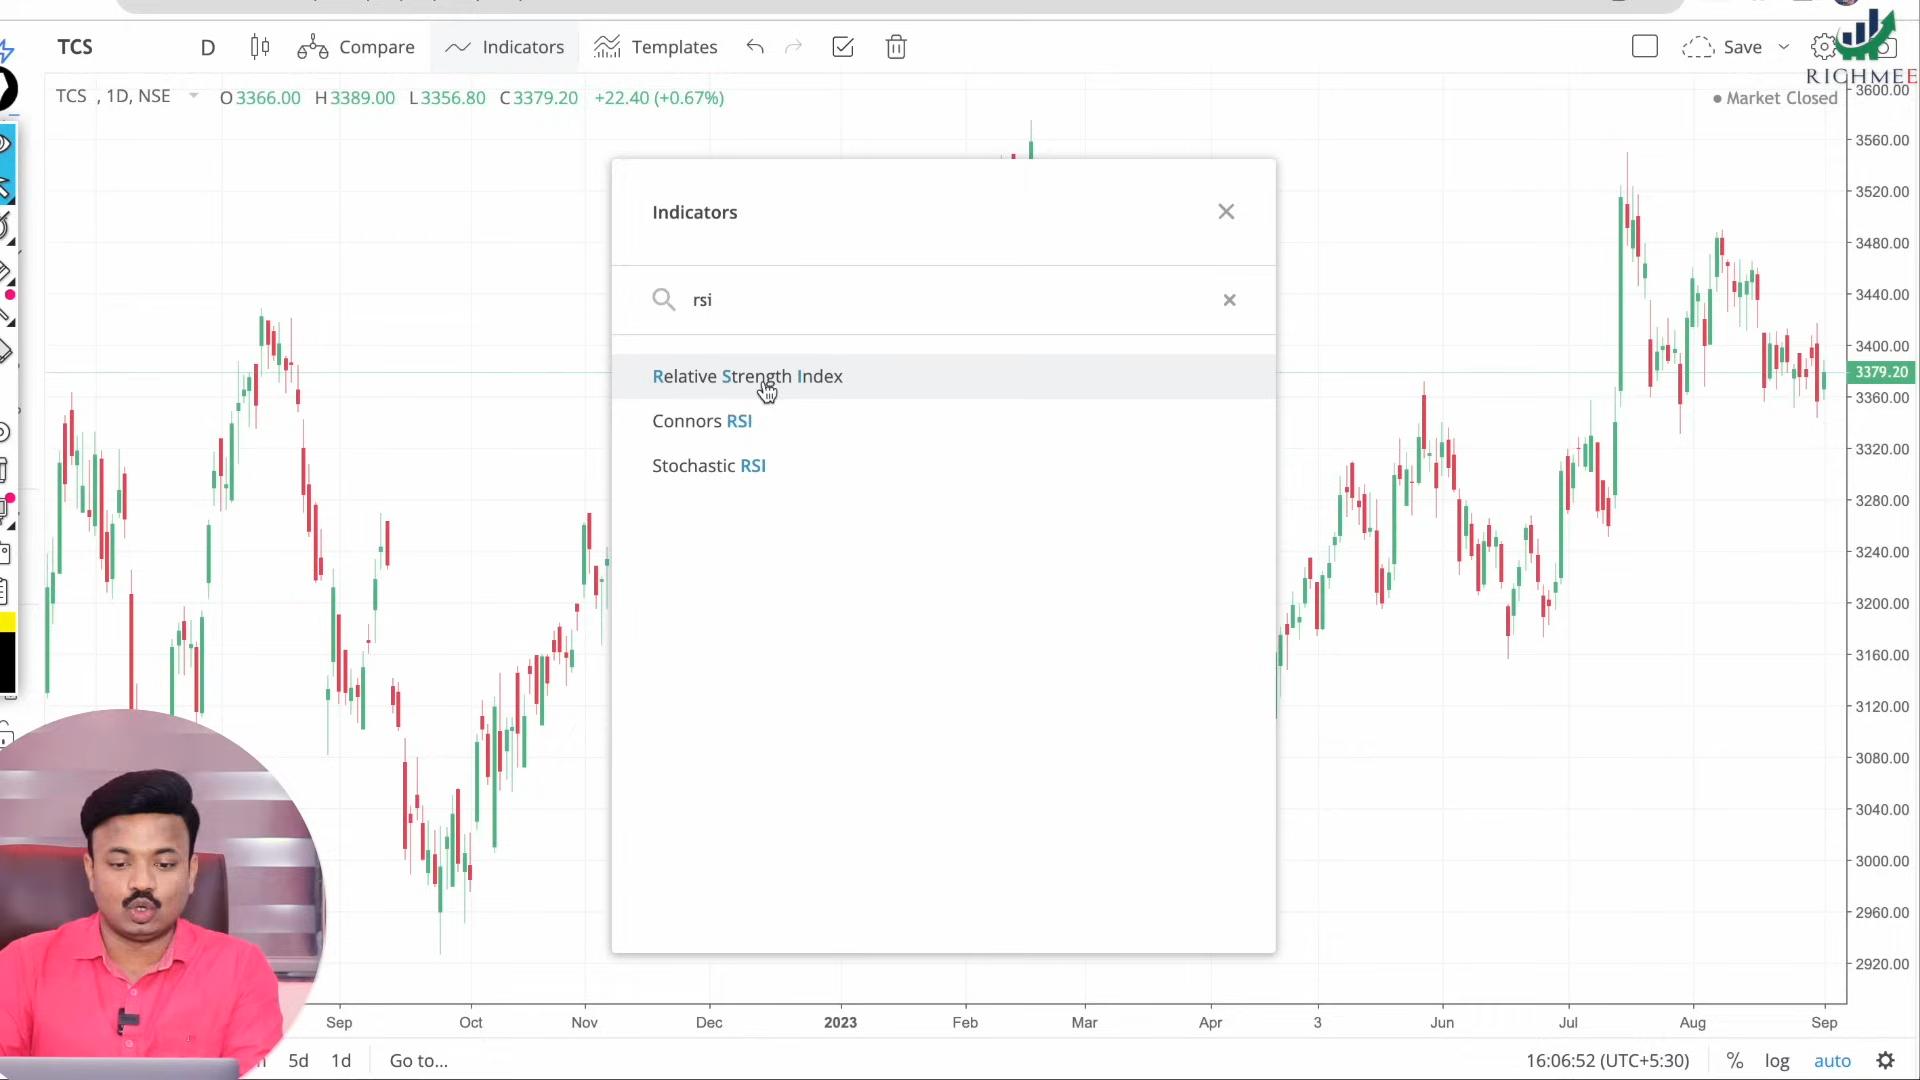 TCS D Compare Indicators Templates Save
RICHMEE
TCS , 1D, NSE O3366.00 H3389.00 L3356.80 C3379.20 +22.40 (+0.67%)
Market Closed
Indicators
rsi
Relative Strength Index
Connors RSI
Stochastic RSI
3600.00
3560.00
3520.00
3480.00
3440.00
3400.00
3379.20
3360.00
3320.00
3280.00
3240.00
3200.00
3160.00
3120.00
3080.00
3040.00
3000.00
2960.00
2920.00
Sep Oct Nov Dec 2023 Feb Mar Apr 3 Jun Jul Aug Sep
5d 1d Go to... 16:06:52 (UTC+5:30) % log auto